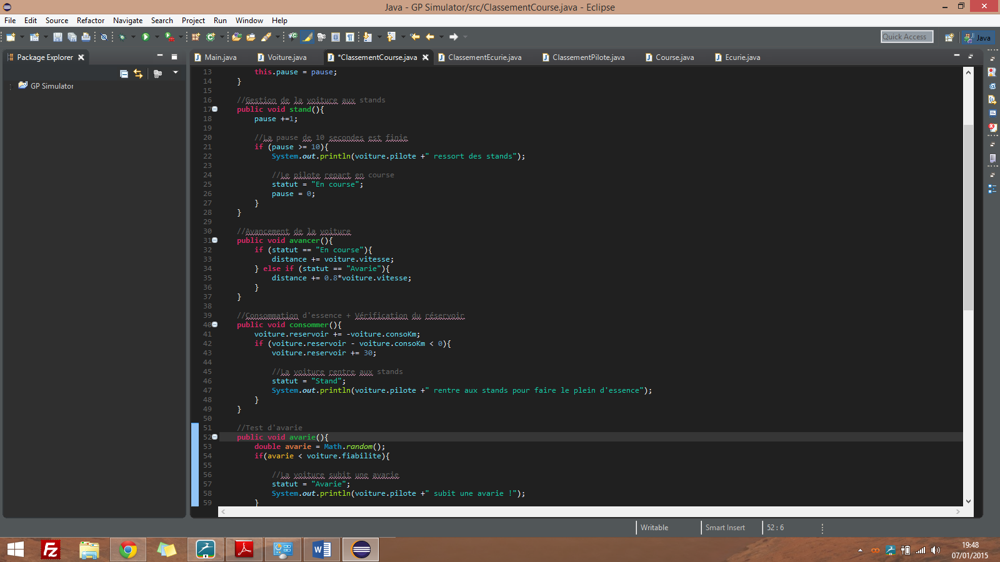 Java - GP Simulator/src/ClassementCourse.java - Eclipse
File Edit Source Refactor Navigate Search Project Run Window Help
Quick Access Java
Package Explorer
GP Simulator
Main.java Voiture.java *ClassementCourse.java ClassementEcurie.java ClassementPilote.java Course.java Ecurie.java
13 this.pause = pause;
14 }
15
16 //Gestion de la voiture aux stands
17 public void stand(){
18 pause +=1;
19
20 //La pause de 10 secondes est finie
21 if (pause >= 10){
22 System.out.println(voiture.pilote +" ressort des stands");
23
24 //Le pilote repart en course
25 statut = "En course";
26 pause = 0;
27 }
28 }
29
30 //Avancement de la voiture
31 public void avancer(){
32 if (statut == "En course"){
33 distance += voiture.vitesse;
34 } else if (statut == "Avarie"){
35 distance += 0.8*voiture.vitesse;
36 }
37 }
38
39 //Consommation d'essence + Vérification du réservoir
40 public void consommer(){
41 voiture.reservoir += -voiture.consoKm;
42 if (voiture.reservoir - voiture.consoKm < 0){
43 voiture.reservoir += 30;
44
45 //La voiture rentre aux stands
46 statut = "Stand";
47 System.out.println(voiture.pilote +" rentre aux stands pour faire le plein d'essence");
48 }
49 }
50
51 //Test d'avarie
52 public void avarie(){
53 double avarie = Math.random();
54 if(avarie < voiture.fiabilite){
55
56 //La voiture subit une avarie
57 statut = "Avarie";
58 System.out.println(voiture.pilote +" subit une avarie !");
59 }
Writable Smart Insert 52 : 6
19:48
07/01/2015